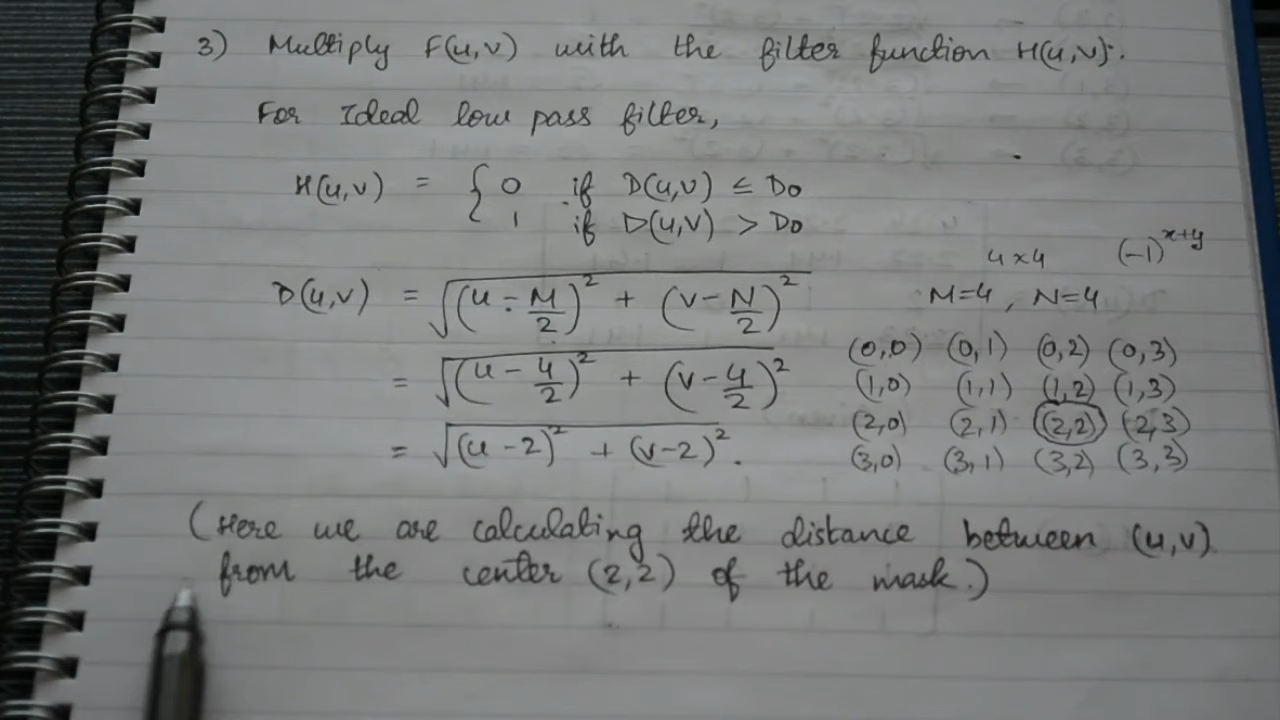 3) Multiply F(u,v) with the filter function H(u,v).
For Ideal low pass filter,
H(u,v) = { 0 if D(u,v) ≤ D0
1 if D(u,v) > D0
4×4 (-1)^{x+y}
M=4, N=4
D(u,v) = √((u - M/2)² + (v - N/2)²)
= √((u - 4/2)² + (v - 4/2)²)
= √((u - 2)² + (v-2)²).
(0,0) (0,1) (0,2) (0,3)
(1,0) (1,1) (1,2) (1,3)
(2,0) (2,1) (2,2) (2,3)
(3,0) (3,1) (3,2) (3,3)
(Here we are calculating the distance between (u,v)
from the center (2,2) of the mask.)